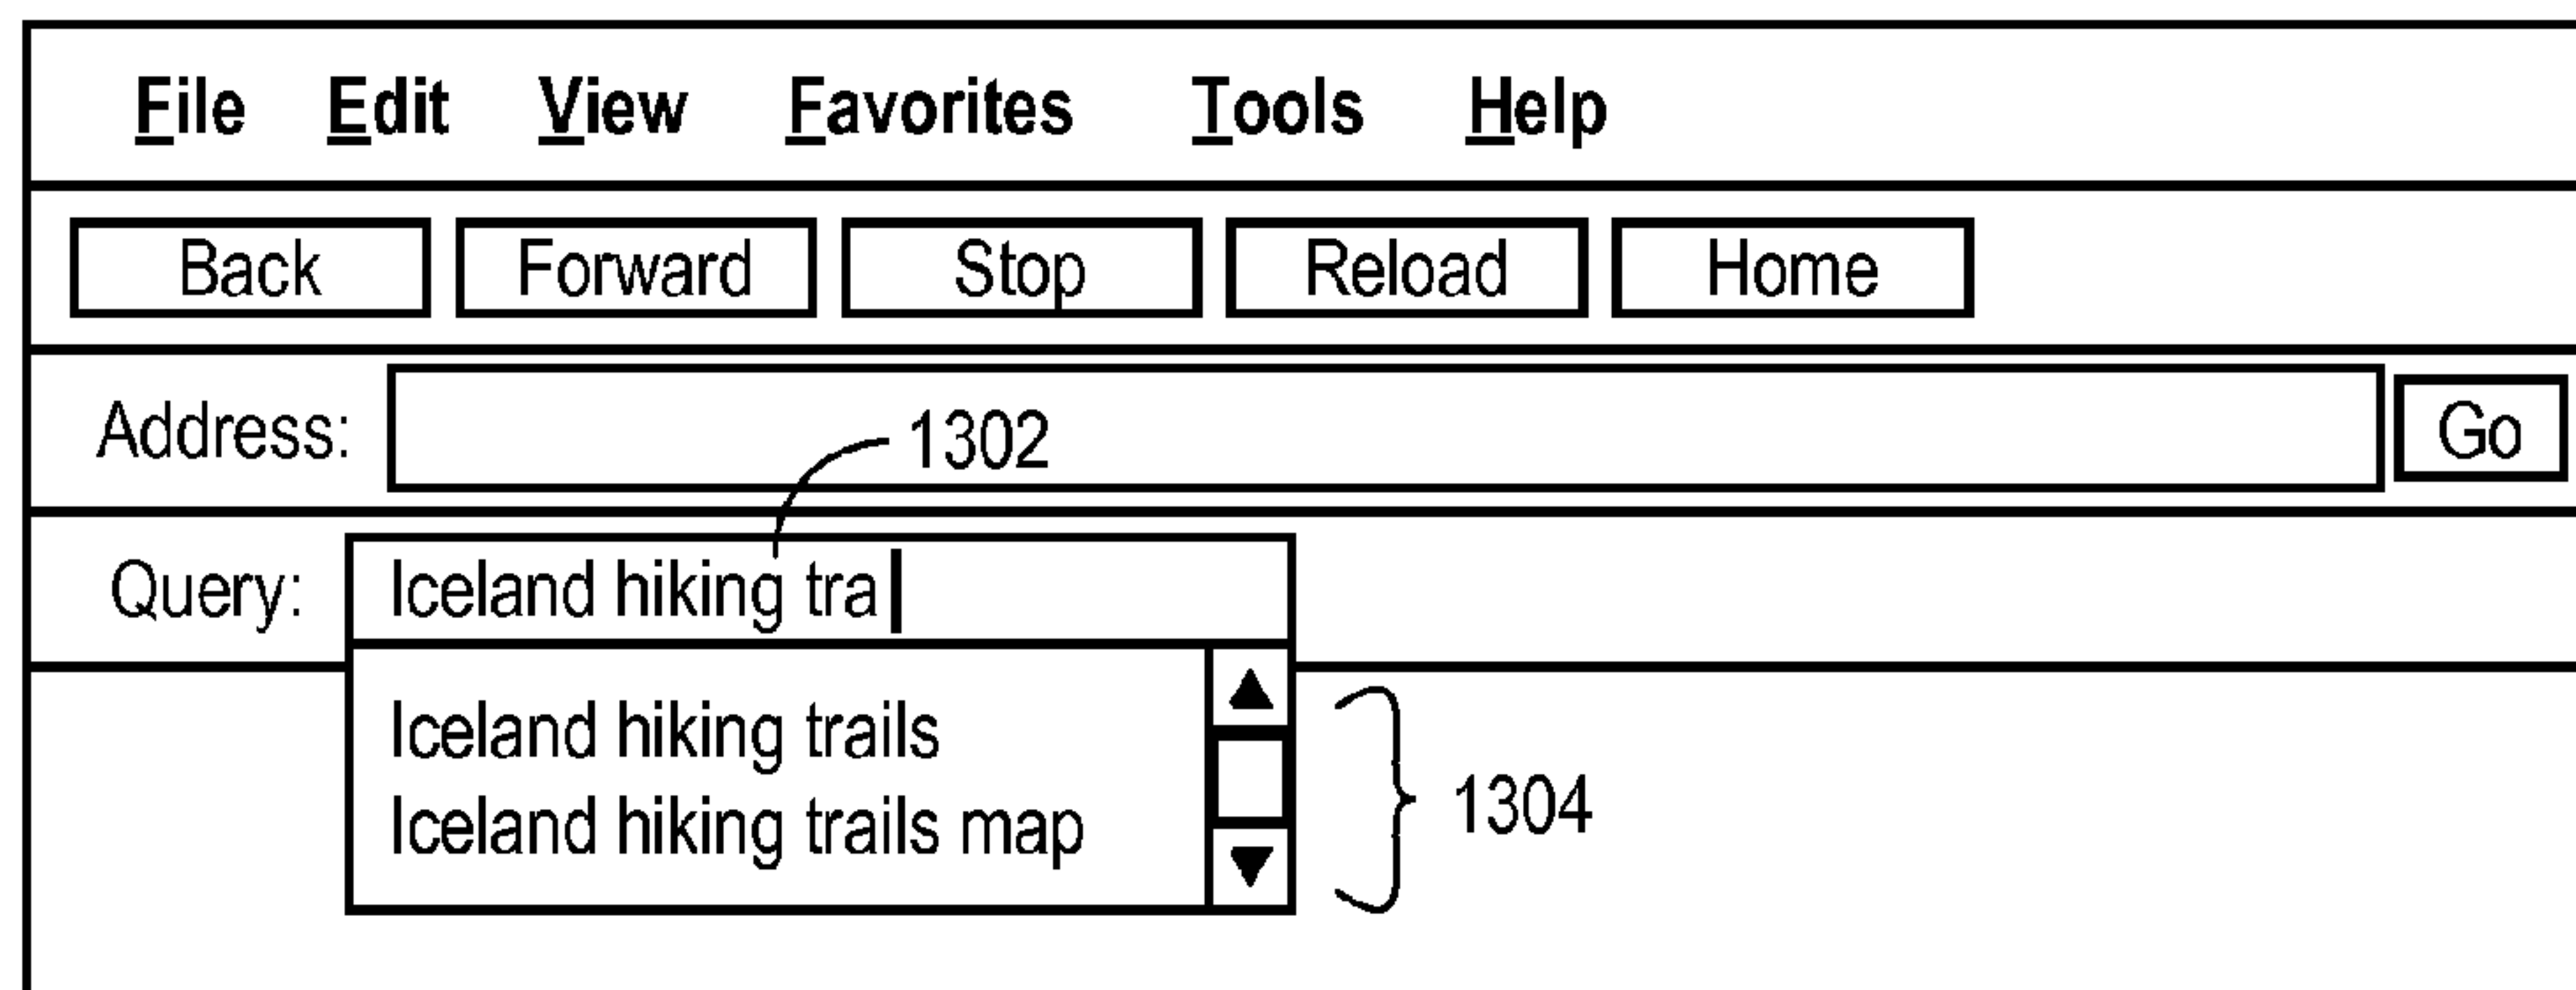 File Edit View Favorites Tools Help
Back Forward Stop Reload Home
Address: 1302 Go
Query: Iceland hiking tra
Iceland hiking trails
Iceland hiking trails map
1304